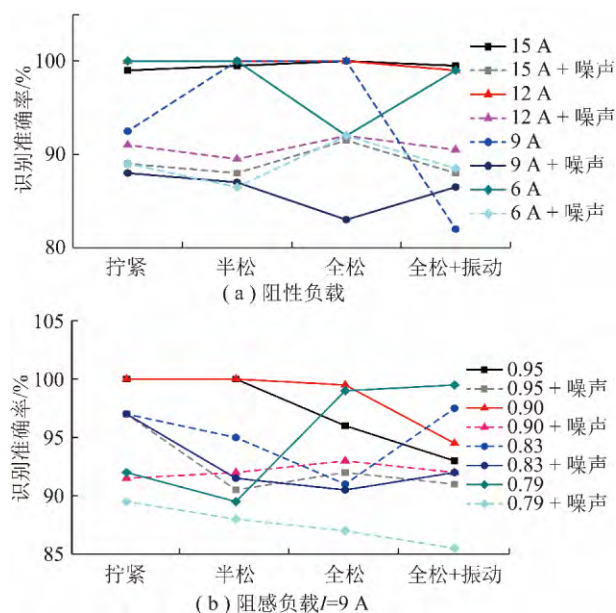 识别准确率/%
100
90
80
拧紧
半松
全松
全松+振动
15 A
15 A + 噪声
12 A
12 A + 噪声
9 A
9 A + 噪声
6 A
6 A + 噪声
( a ) 阻性负载
识别准确率/%
105
100
95
90
85
拧紧
半松
全松
全松+振动
0.95
0.95 + 噪声
0.90
0.90 + 噪声
0.83
0.83 + 噪声
0.79
0.79 + 噪声
( b ) 阻感负载I=9 A